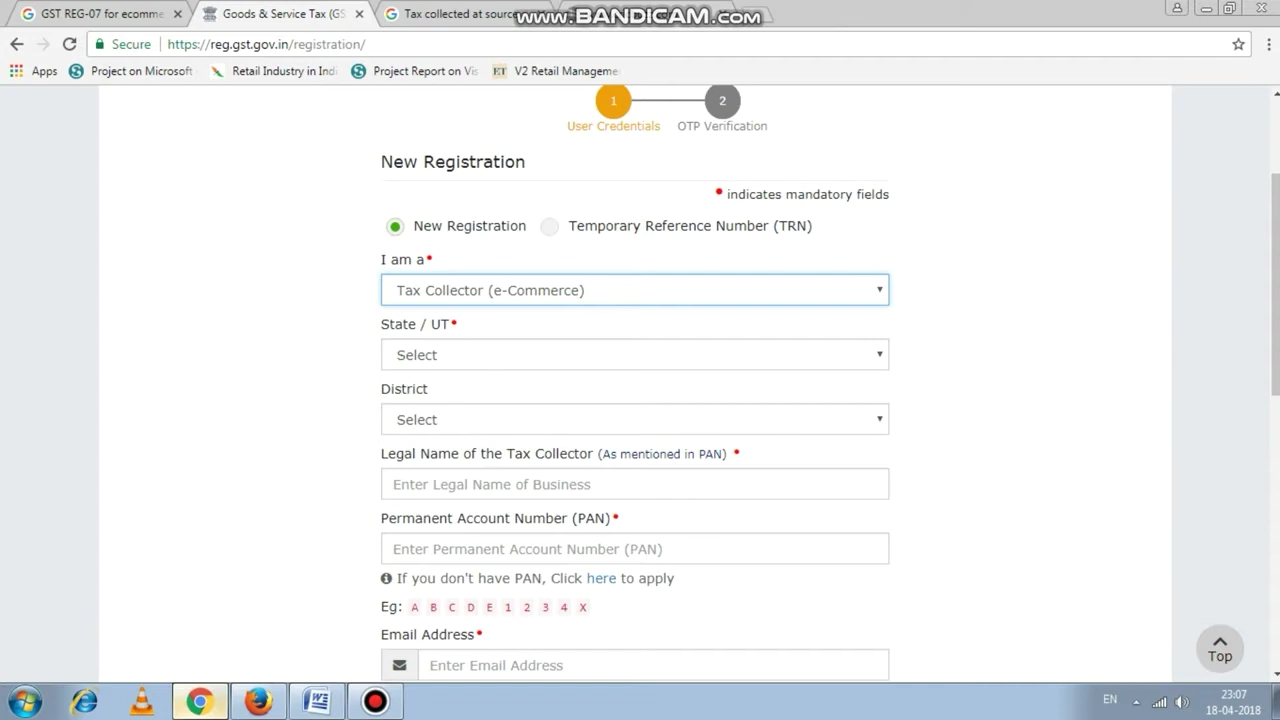 GST REG-07 for ecomme
Goods & Service Tax (GS
Tax collected at source
www.BANDICAM.com
Secure
https://reg.gst.gov.in/registration/
Apps
Project on Microsoft
Retail Industry in Indi
Project Report on Vis
ET
V2 Retail Manageme
1
2
User Credentials
OTP Verification
New Registration
• indicates mandatory fields
New Registration
Temporary Reference Number (TRN)
I am a•
Tax Collector (e-Commerce)
State / UT•
Select
District
Select
Legal Name of the Tax Collector (As mentioned in PAN) •
Enter Legal Name of Business
Permanent Account Number (PAN)•
Enter Permanent Account Number (PAN)
If you don't have PAN, Click here to apply
Eg: A B C D E 1 2 3 4 X
Email Address•
Enter Email Address
Top
EN
23:07
18-04-2018